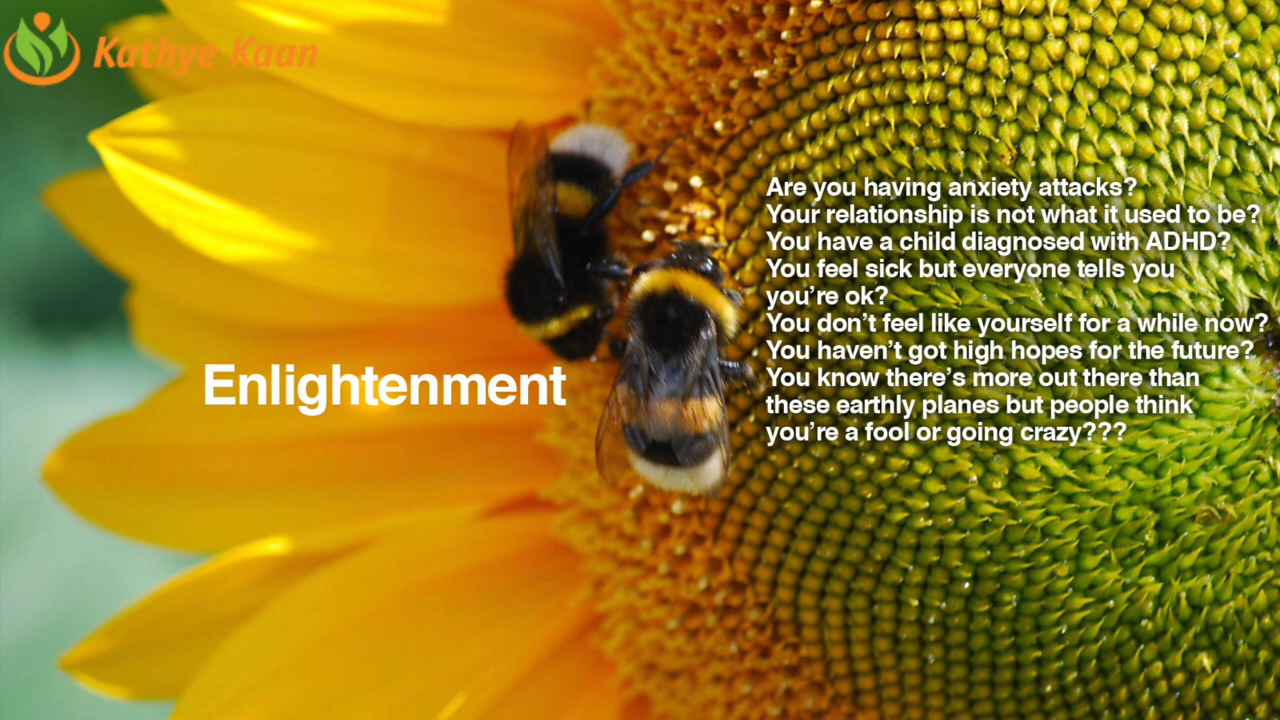 Kathye Kaan
Enlightenment
Are you having anxiety attacks?
Your relationship is not what it used to be?
You have a child diagnosed with ADHD?
You feel sick but everyone tells you
you’re ok?
You don’t feel like yourself for a while now?
You haven’t got high hopes for the future?
You know there’s more out there than
these earthly planes but people think
you’re a fool or going crazy???